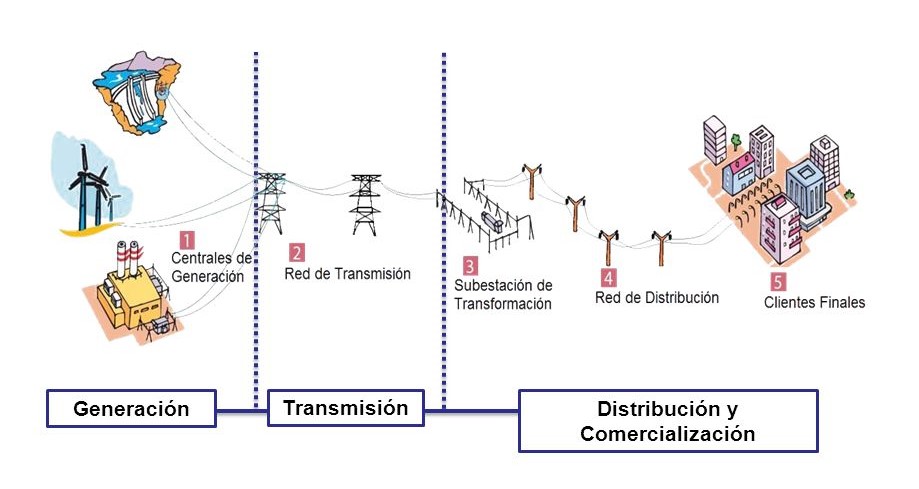 1
Centrales de
Generación
2
Red de Transmisión
3
Subestación de
Transformación
4
Red de Distribución
5
Clientes Finales
Generación
Transmisión
Distribución y
Comercialización